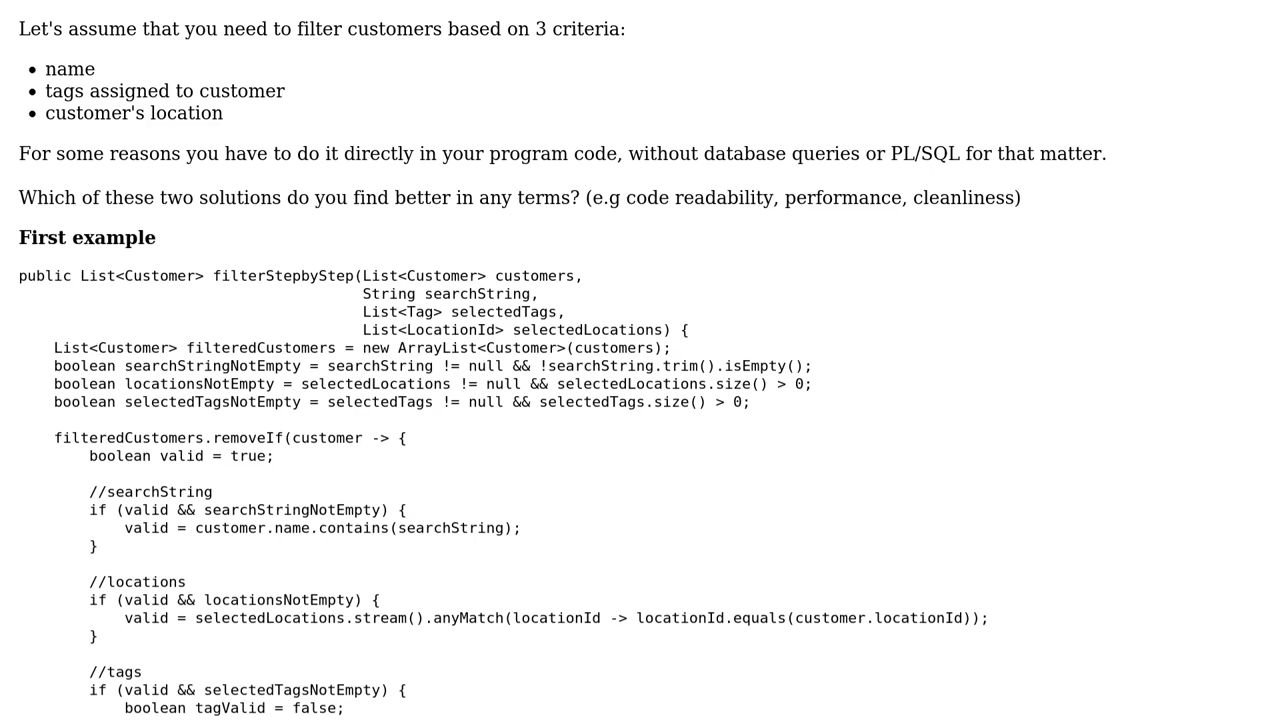 Let's assume that you need to filter customers based on 3 criteria:
• name
• tags assigned to customer
• customer's location
For some reasons you have to do it directly in your program code, without database queries or PL/SQL for that matter.
Which of these two solutions do you find better in any terms? (e.g code readability, performance, cleanliness)
First example
public List<Customer> filterStepbyStep(List<Customer> customers,
                                       String searchString,
                                       List<Tag> selectedTags,
                                       List<LocationId> selectedLocations) {
    List<Customer> filteredCustomers = new ArrayList<Customer>(customers);
    boolean searchStringNotEmpty = searchString != null && !searchString.trim().isEmpty();
    boolean locationsNotEmpty = selectedLocations != null && selectedLocations.size() > 0;
    boolean selectedTagsNotEmpty = selectedTags != null && selectedTags.size() > 0;
    filteredCustomers.removeIf(customer -> {
        boolean valid = true;
        //searchString
        if (valid && searchStringNotEmpty) {
            valid = customer.name.contains(searchString);
        }
        //locations
        if (valid && locationsNotEmpty) {
            valid = selectedLocations.stream().anyMatch(locationId -> locationId.equals(customer.locationId));
        }
        //tags
        if (valid && selectedTagsNotEmpty) {
            boolean tagValid = false;